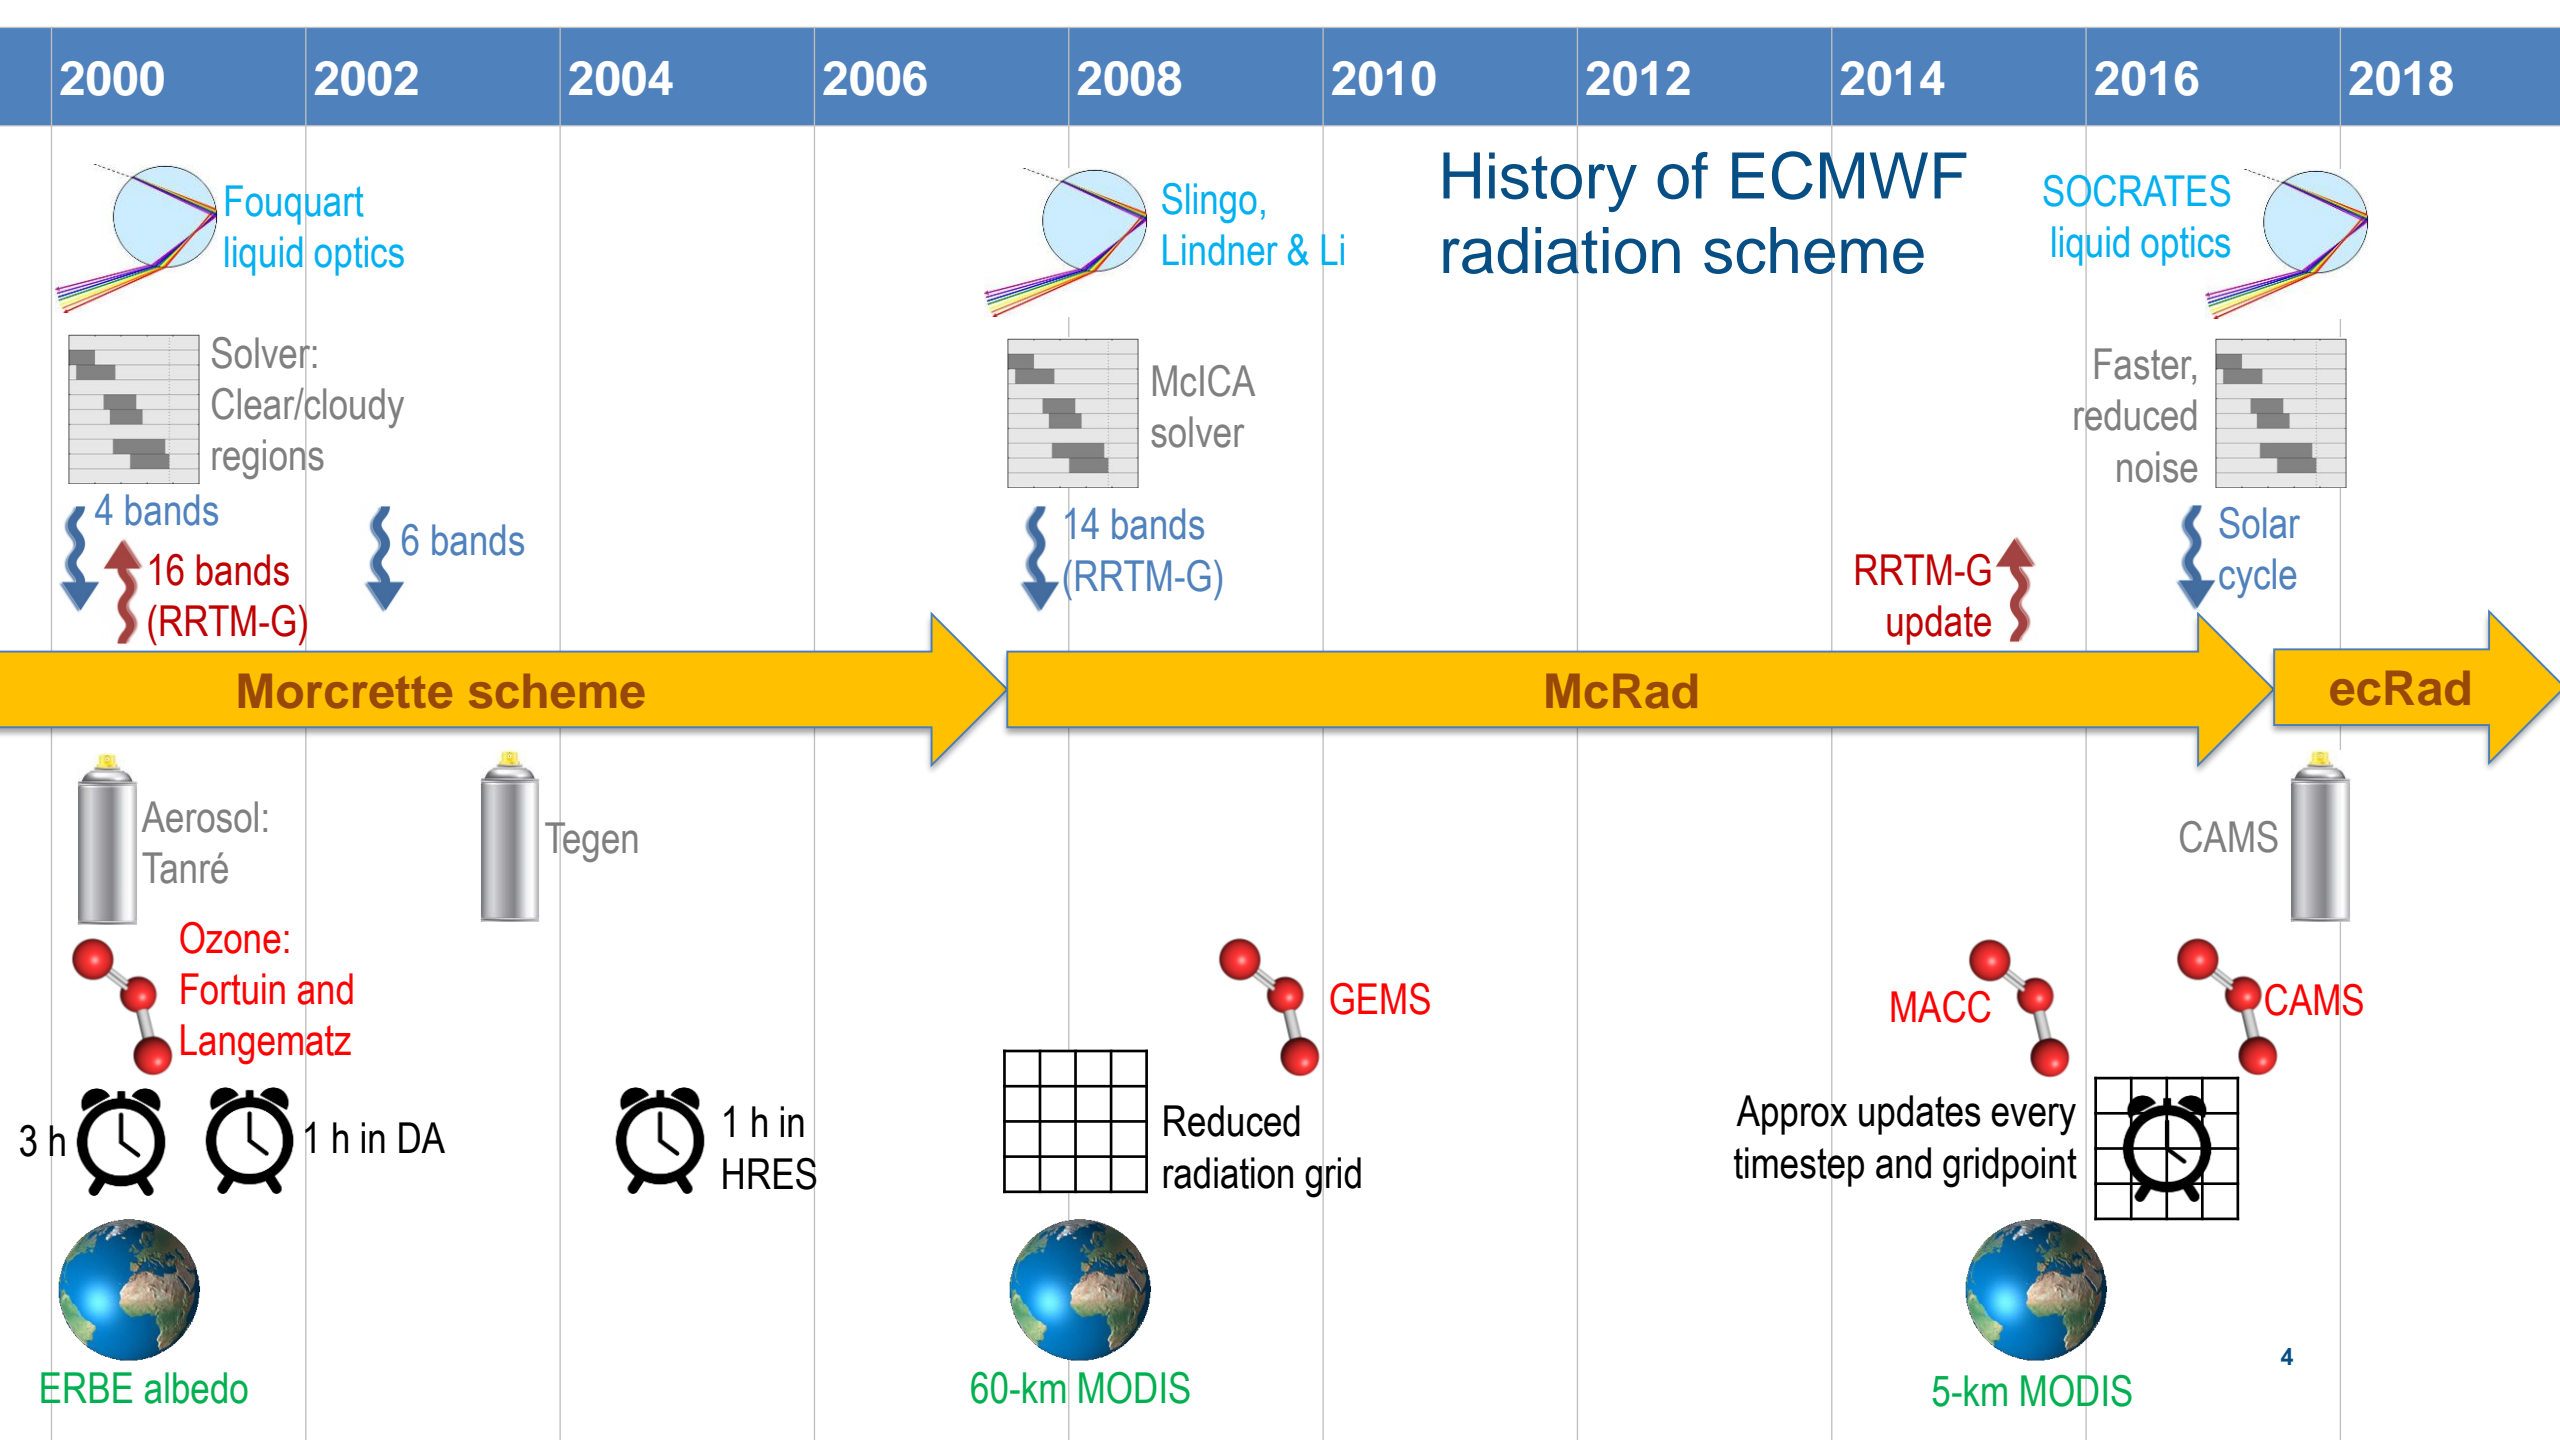 2000 2002 2004 2006 2008 2010 2012 2014 2016 2018
History of ECMWF
radiation scheme
Fouquart
liquid optics
Slingo,
Lindner & Li
SOCRATES
liquid optics
Solver:
Clear/cloudy
regions
McICA
solver
Faster,
reduced
noise
4 bands
16 bands
(RRTM-G)
6 bands
14 bands
(RRTM-G)
RRTM-G
update
Solar
cycle
Morcrette scheme
McRad
ecRad
Aerosol:
Tanré
Tegen
CAMS
Ozone:
Fortuin and
Langematz
GEMS
MACC
CAMS
3 h
1 h in DA
1 h in
HRES
Reduced
radiation grid
Approx updates every
timestep and gridpoint
ERBE albedo
60-km MODIS
5-km MODIS
4